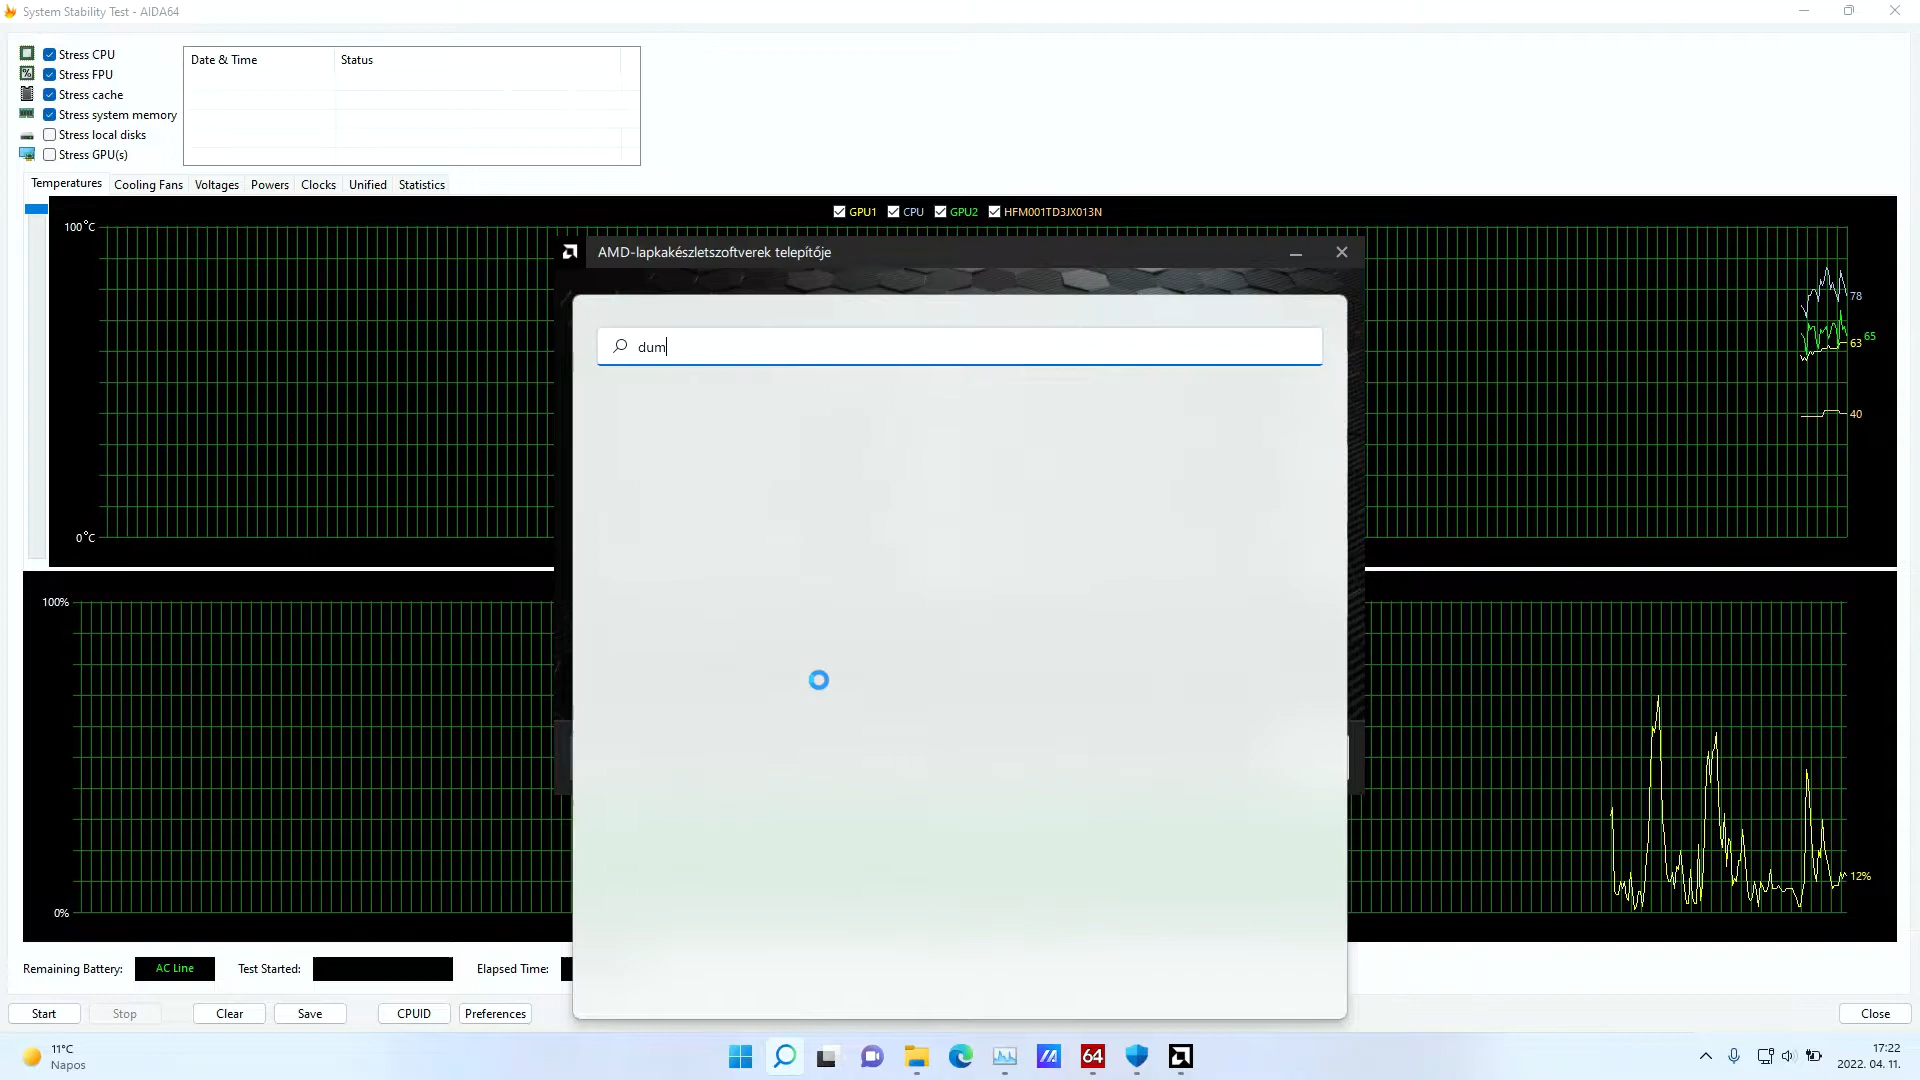 System Stability Test - AIDA64
Stress CPU
Stress FPU
Stress cache
Stress system memory
Stress local disks
Stress GPU(s)
Date & Time
Status
Temperatures
Cooling Fans
Voltages
Powers
Clocks
Unified
Statistics
GPU1
CPU
GPU2
HFM001TD3JX013N
100°C
0°C
78
65
63
40
AMD-lapkakészletszoftverek telepítője
dum
100%
0%
12%
Remaining Battery:
AC Line
Test Started:
Elapsed Time:
Start
Stop
Clear
Save
CPUID
Preferences
Close
11°C
Napos
64
17:22
2022. 04. 11.